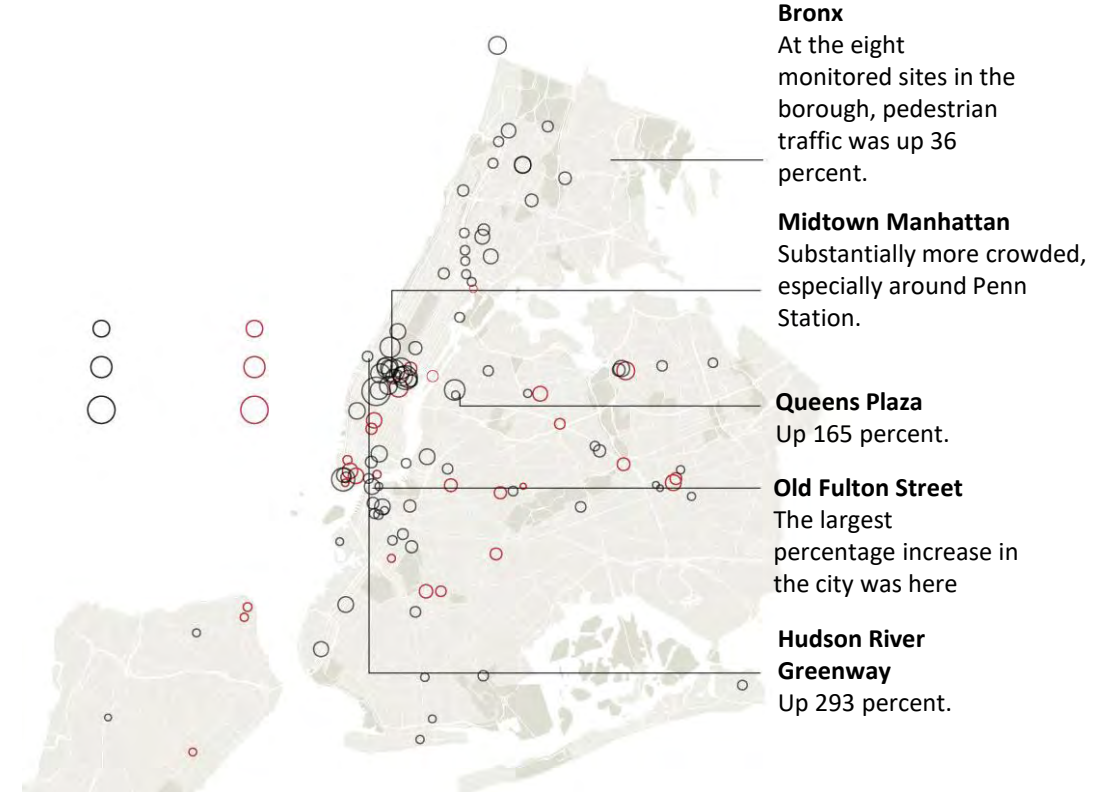 Bronx
At the eight
monitored sites in the
borough, pedestrian
traffic was up 36
percent.
Midtown Manhattan
Substantially more crowded,
especially around Penn
Station.
Queens Plaza
Up 165 percent.
Old Fulton Street
The largest
percentage increase in
the city was here
Hudson River
Greenway
Up 293 percent.